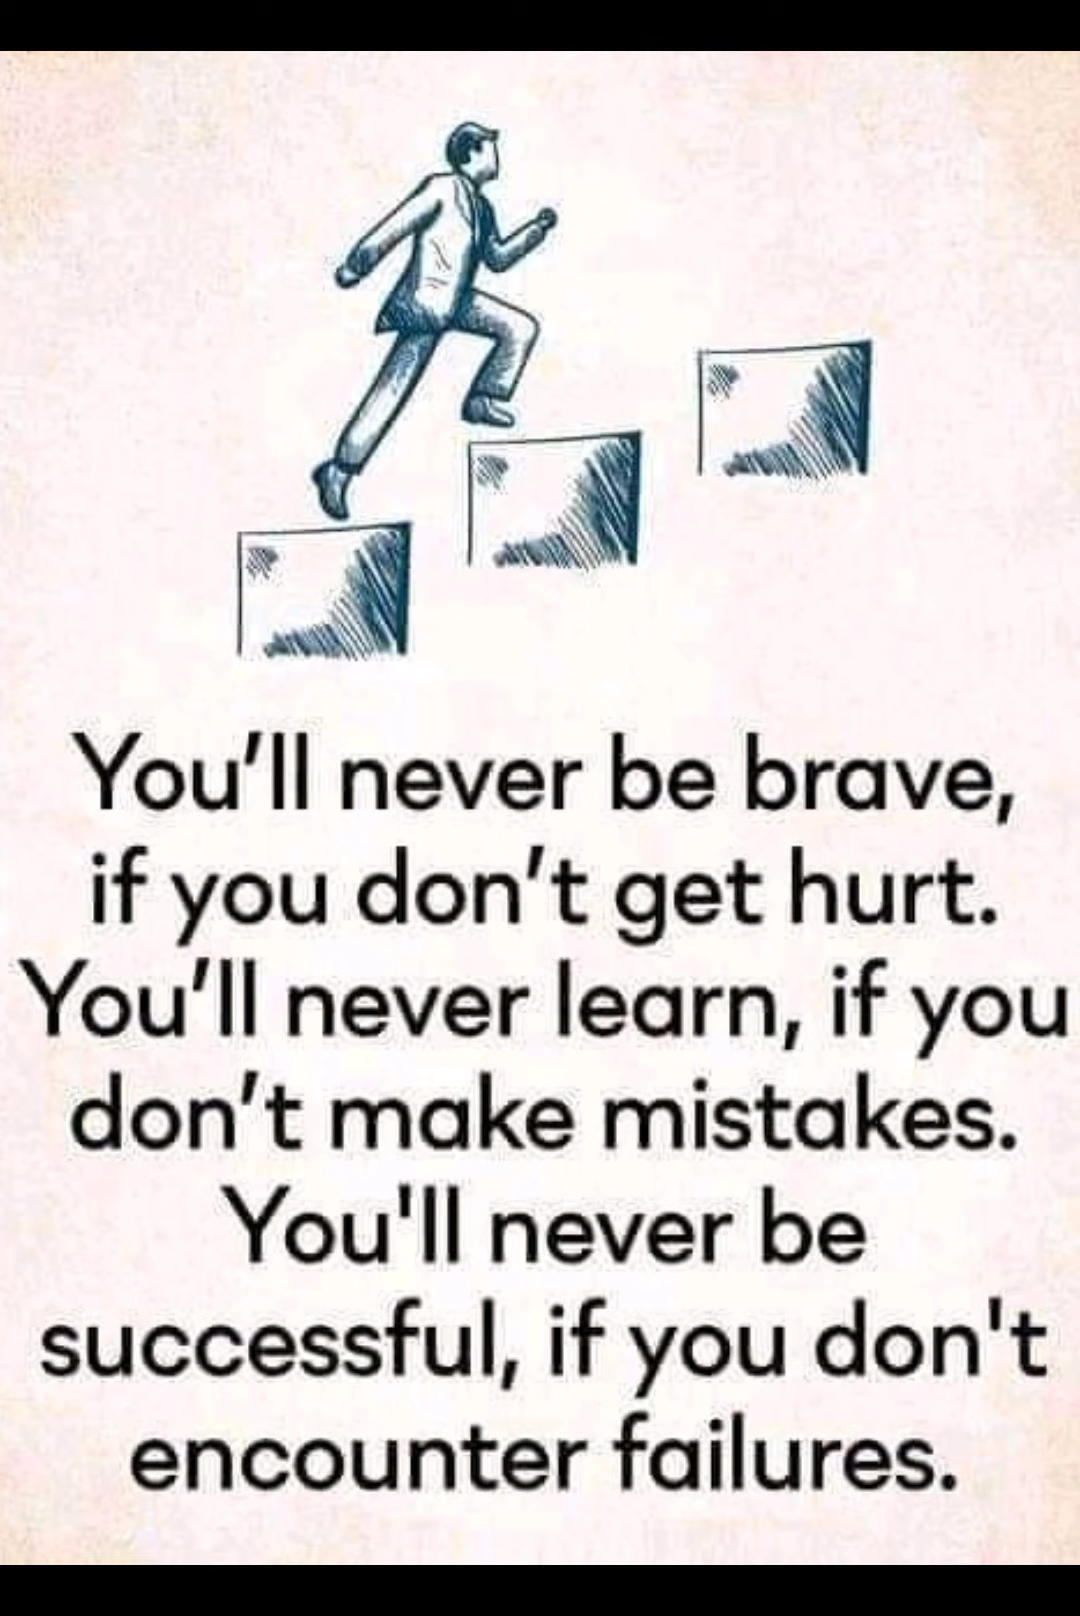 You’ll never be brave,
if you don’t get hurt.
You’ll never learn, if you
don’t make mistakes.
You'll never be
successful, if you don't
encounter failures.